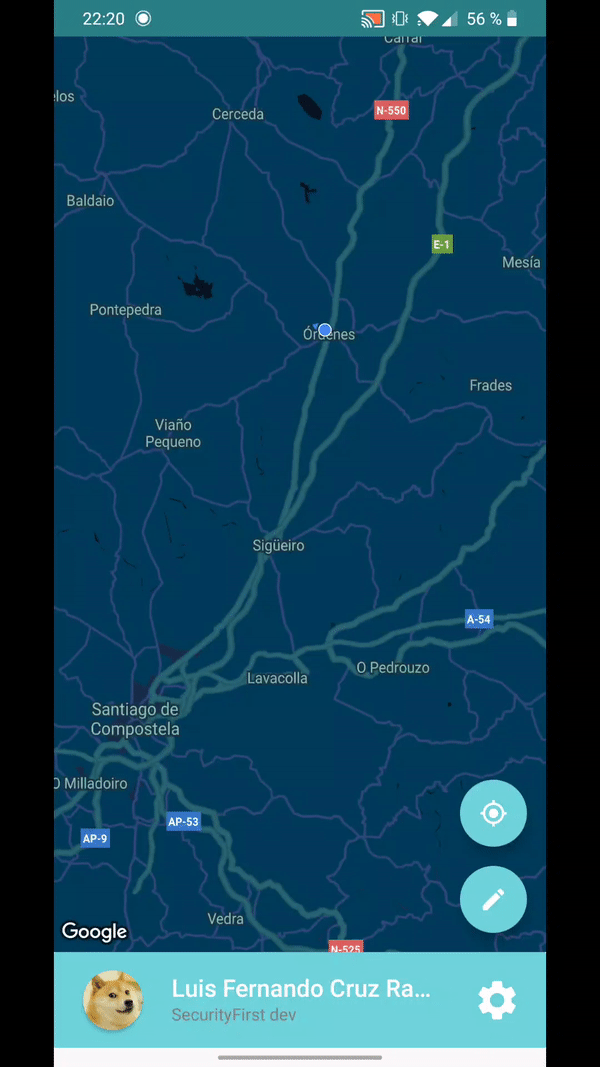 22:20
56 %
Carral
N-550
elos
Cerceda
Baldaio
E-1
Mesía
Pontepedra
Órdenes
Frades
Viaño
Pequeno
Sigüeiro
A-54
O Pedrouzo
Lavacolla
Santiago de
Compostela
O Milladoiro
AP-53
AP-9
Vedra
Google
N-525
Luis Fernando Cruz Ra...
SecurityFirst dev